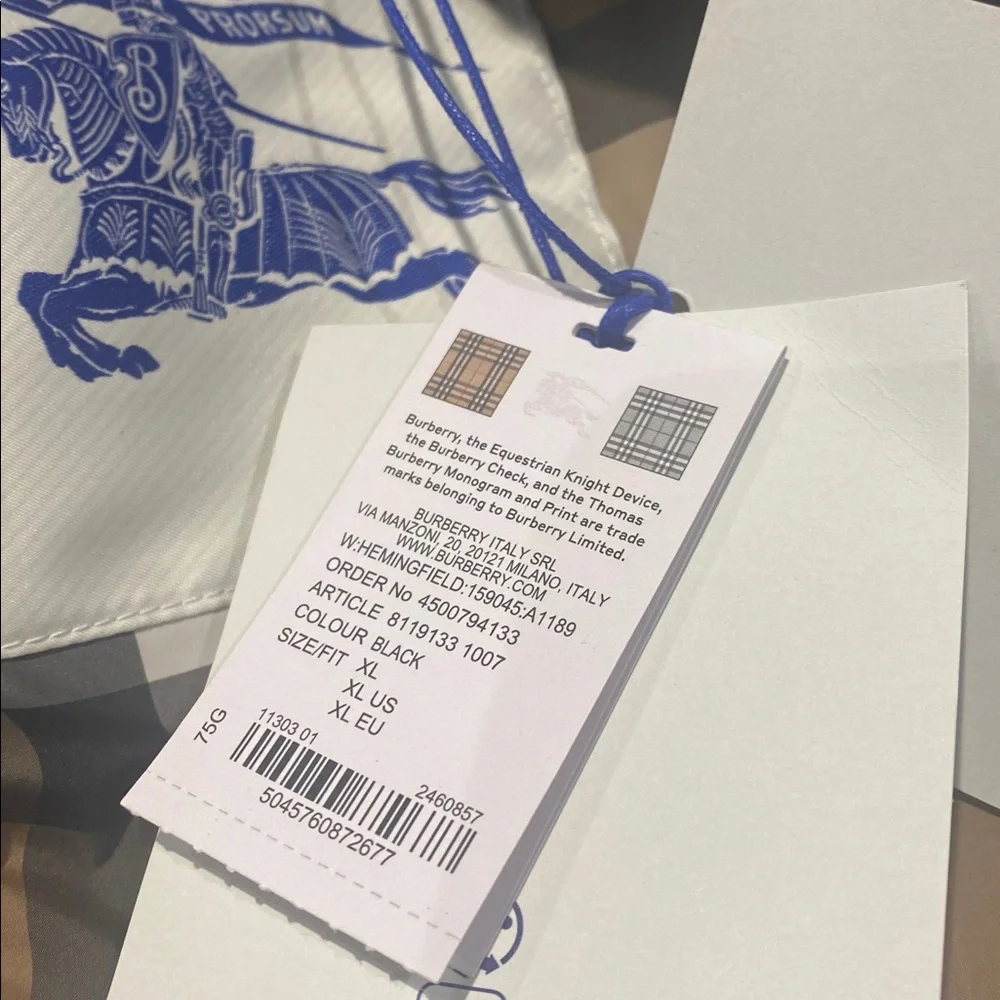 PRORSUM
B
Burberry, the Equestrian Knight Device,
the Burberry Check, and the Thomas
Burberry Monogram and Print are trade
marks belonging to Burberry Limited.
BURBERRY ITALY SRL
VIA MANZONI, 20, 20121 MILANO, ITALY
WWW.BURBERRY.COM
W:HEMINGFIELD:159045:A1189
ORDER No 4500794133
ARTICLE 8119133 1007
COLOUR BLACK
SIZE/FIT XL
XL US
XL EU
75G
11303 01
2460857
5045760872677